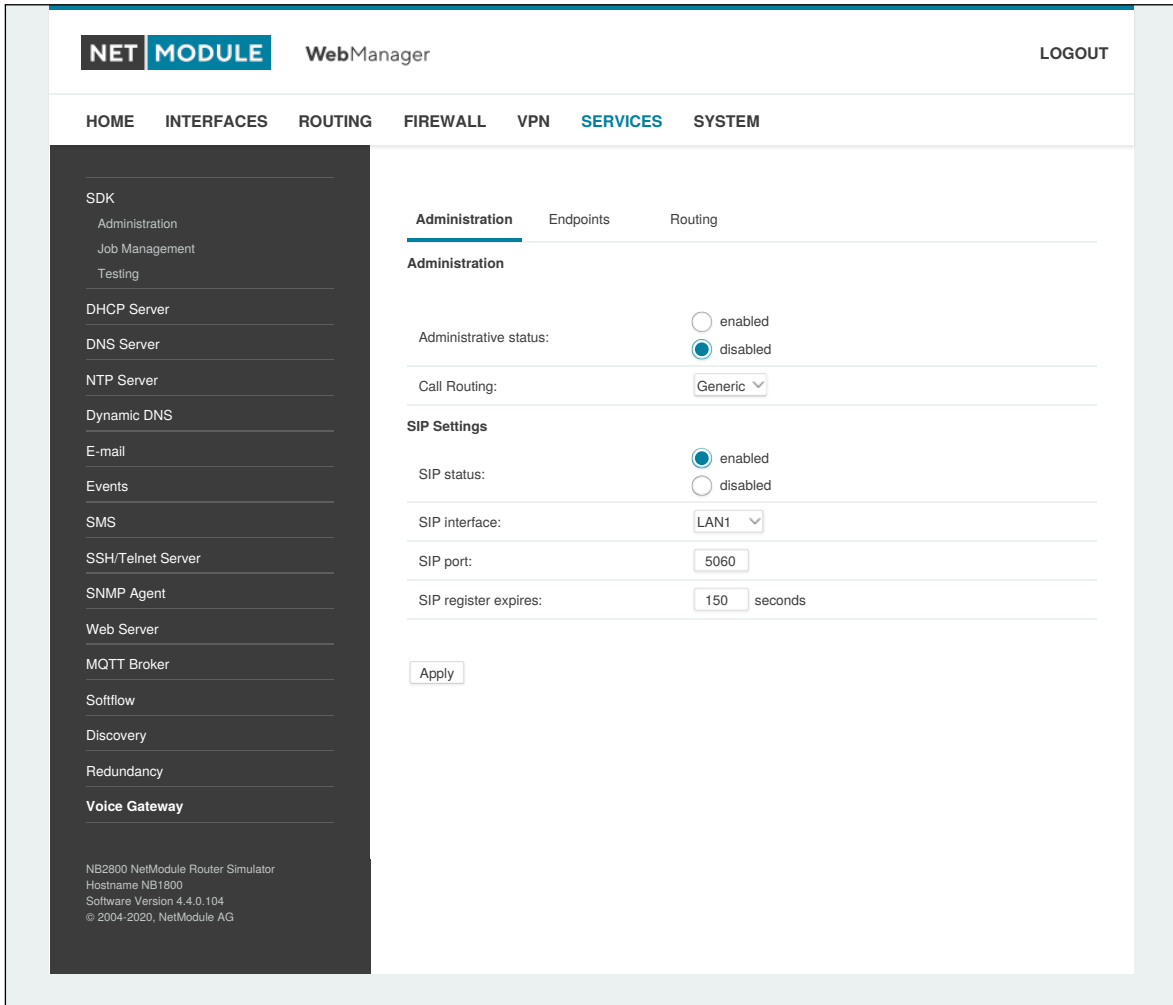 NET MODULE WebManager LOGOUT
HOME INTERFACES ROUTING FIREWALL VPN SERVICES SYSTEM
SDK
Administration
Job Management
Testing
DHCP Server
DNS Server
NTP Server
Dynamic DNS
E-mail
Events
SMS
SSH/Telnet Server
SNMP Agent
Web Server
MQTT Broker
Softflow
Discovery
Redundancy
Voice Gateway
NB2800 NetModule Router Simulator
Hostname NB1800
Software Version 4.4.0.104
© 2004-2020, NetModule AG
Administration Endpoints Routing
Administration
Administrative status: enabled
disabled
Call Routing: Generic
SIP Settings
SIP status: enabled
disabled
SIP interface: LAN1
SIP port: 5060
SIP register expires: 150 seconds
Apply